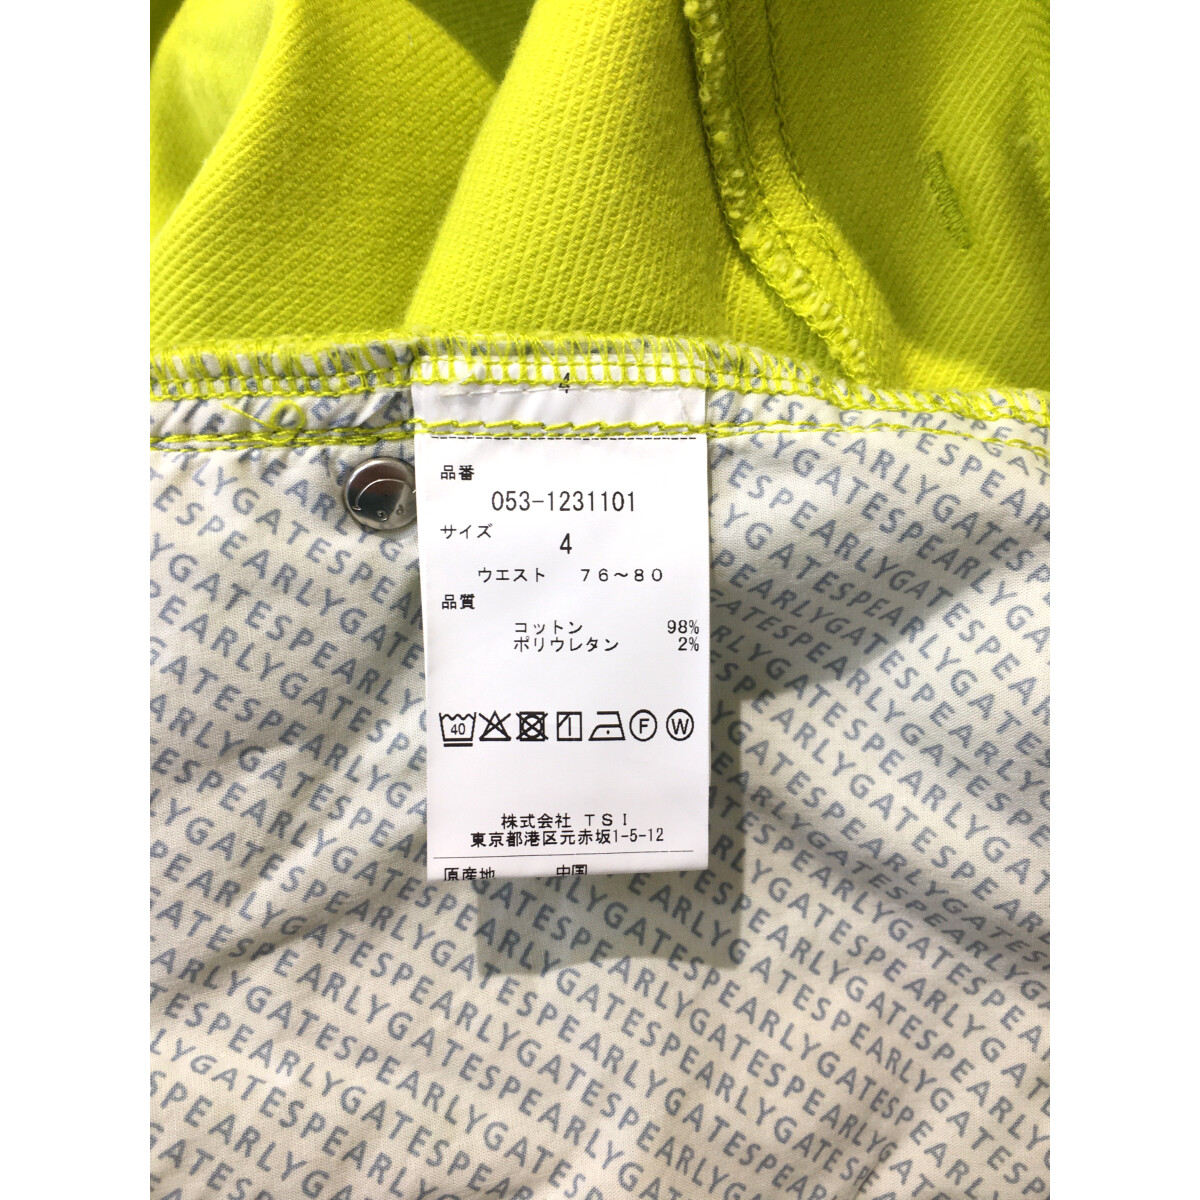 4
品番
053-1231101
サイズ
4
ウエスト 76～80
品質
コットン 98%
ポリウレタン 2%
40 F W
株式会社 TSI
東京都港区元赤坂1-5-12
原産地 中国
PEARLYGATESPEARLYGATES